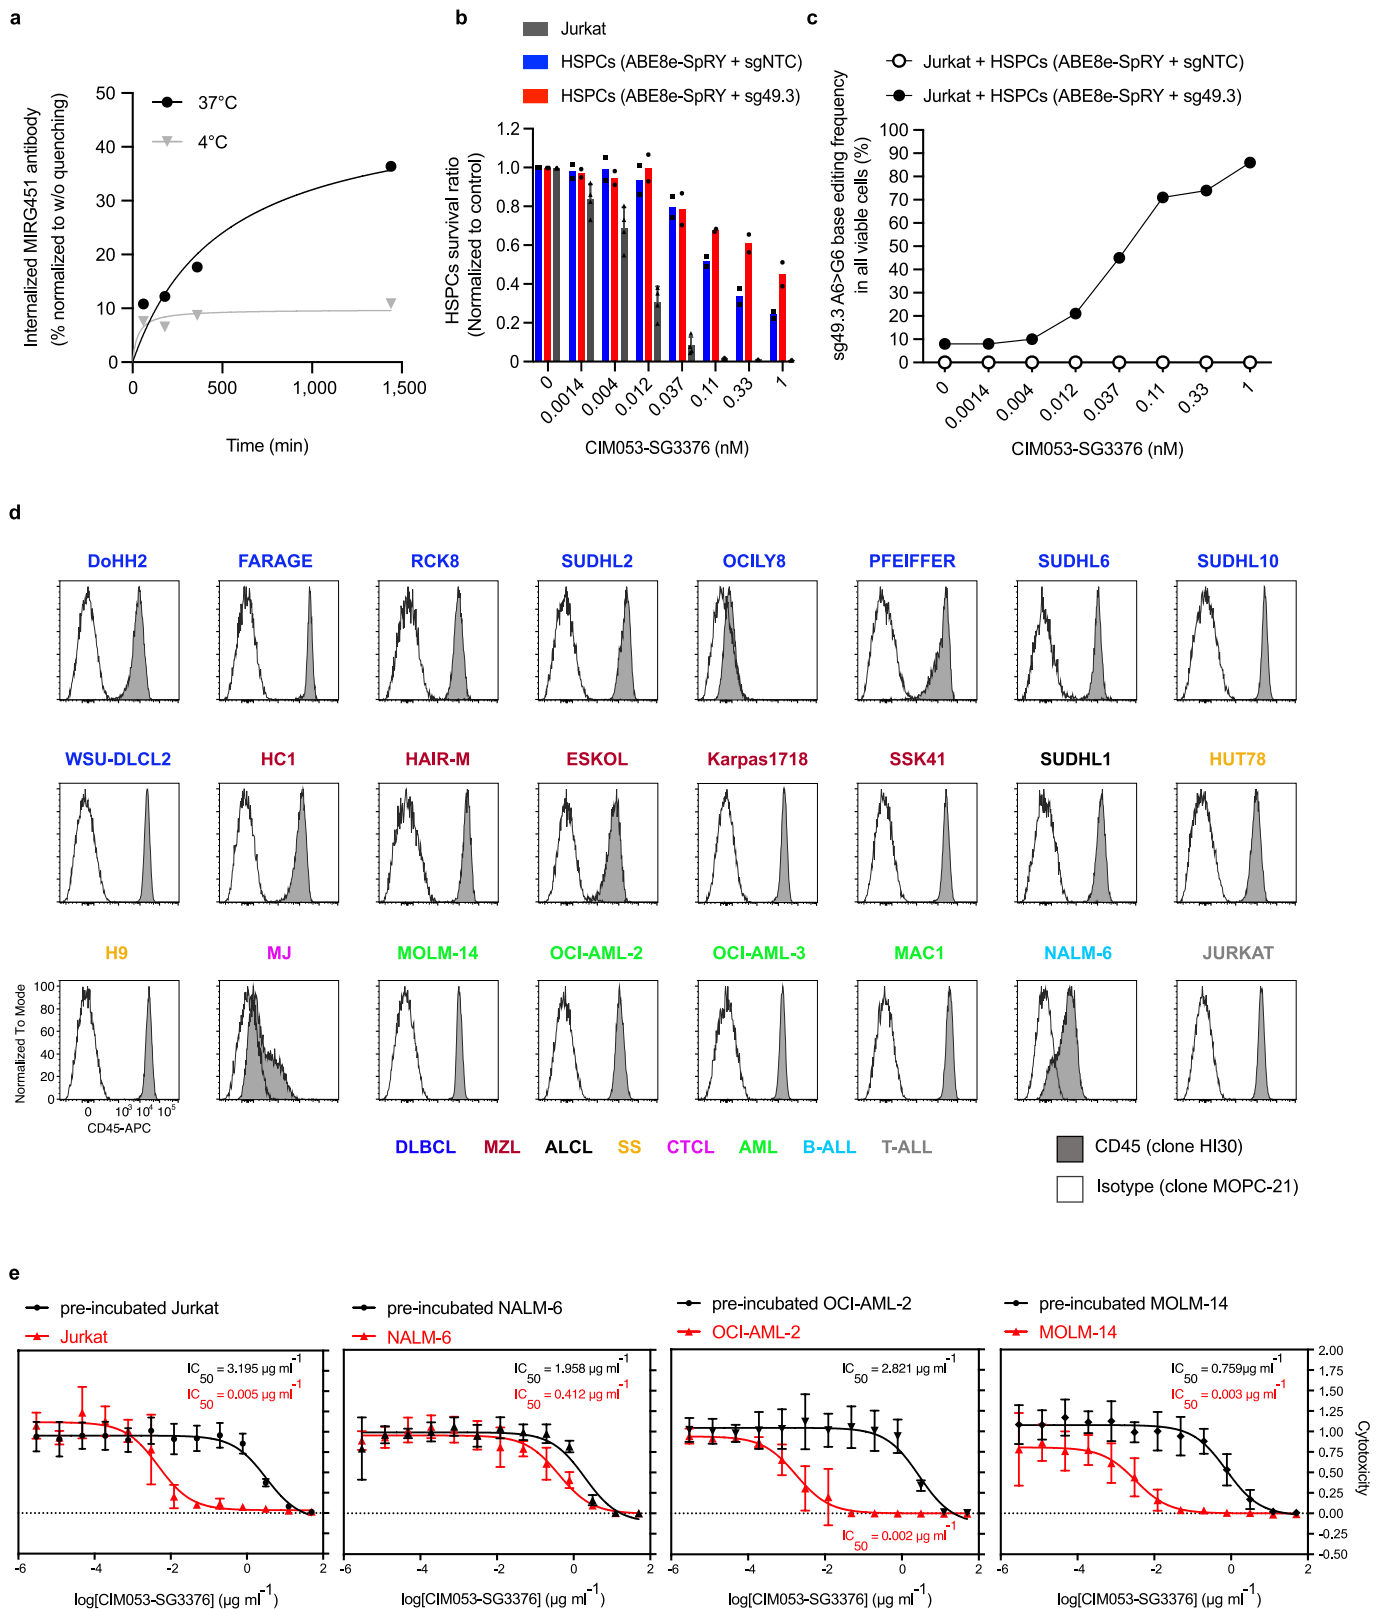 a
Internalized MIRG451 antibody
(% normalized to w/o quenching)
37°C
4°C
50
40
30
20
10
0
0
500
1,000
1,500
Time (min)
b
Jurkat
HSPCs (ABE8e-SpRY + sgNTC)
HSPCs (ABE8e-SpRY + sg49.3)
HSPCs survival ratio
(Normalized to control)
1.2
1.0
0.8
0.6
0.4
0.2
0
0
0.0014
0.004
0.012
0.037
0.11
0.33
1
CIM053-SG3376 (nM)
c
Jurkat + HSPCs (ABE8e-SpRY + sgNTC)
Jurkat + HSPCs (ABE8e-SpRY + sg49.3)
sg49.3 A6>G6 base editing frequency
in all viable cells (%)
100
90
80
70
60
50
40
30
20
10
0
0
0.0014
0.004
0.012
0.037
0.11
0.33
1
CIM053-SG3376 (nM)
d
DoHH2 FARAGE RCK8 SUDHL2 OCILY8 PFEIFFER SUDHL6 SUDHL10
WSU-DLCL2 HC1 HAIR-M ESKOL Karpas1718 SSK41 SUDHL1 HUT78
H9 MJ MOLM-14 OCI-AML-2 OCI-AML-3 MAC1 NALM-6 JURKAT
Normalized To Mode
100
80
60
40
20
0
0 10³ 10⁴ 10⁵
CD45-APC
DLBCL MZL ALCL SS CTCL AML B-ALL T-ALL
CD45 (clone HI30)
Isotype (clone MOPC-21)
e
pre-incubated Jurkat
Jurkat
IC50 = 3.195 µg ml⁻¹
IC50 = 0.005 µg ml⁻¹
-6 -4 -2 0 2
log[CIM053-SG3376] (µg ml⁻¹)
pre-incubated NALM-6
NALM-6
IC50 = 1.958 µg ml⁻¹
IC50 = 0.412 µg ml⁻¹
-4 -2 0 2
log[CIM053-SG3376] (µg ml⁻¹)
pre-incubated OCI-AML-2
OCI-AML-2
IC50 = 2.821 µg ml⁻¹
IC50 = 0.002 µg ml⁻¹
-6 -4 -2 0 2
log[CIM053-SG3376] (µg ml⁻¹)
pre-incubated MOLM-14
MOLM-14
IC50 = 0.759µg ml⁻¹
IC50 = 0.003 µg ml⁻¹
-6 -4 -2 0 2
log[CIM053-SG3376] (µg ml⁻¹)
2.00
1.75
1.50
1.25
1.00
0.75
0.50
0.25
0.00
-0.25
-0.50
Cytotoxicity